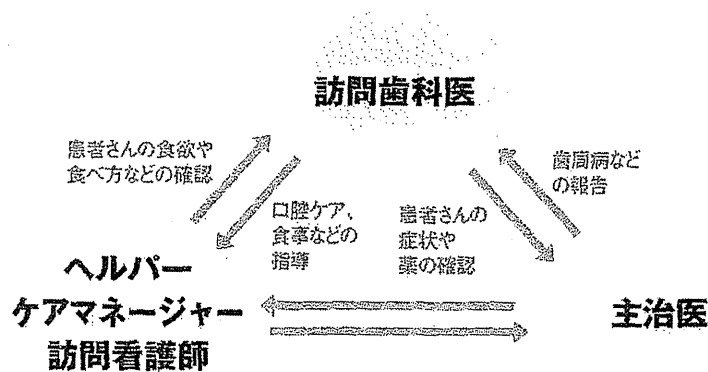 訪問歯科医
患者さんの食欲や
食べ方などの確認
歯周病など
の報告
口腔ケア、
食事などの
指導
患者さんの
症状や
薬の確認
ヘルパー
ケアマネージャー
訪問看護師
主治医